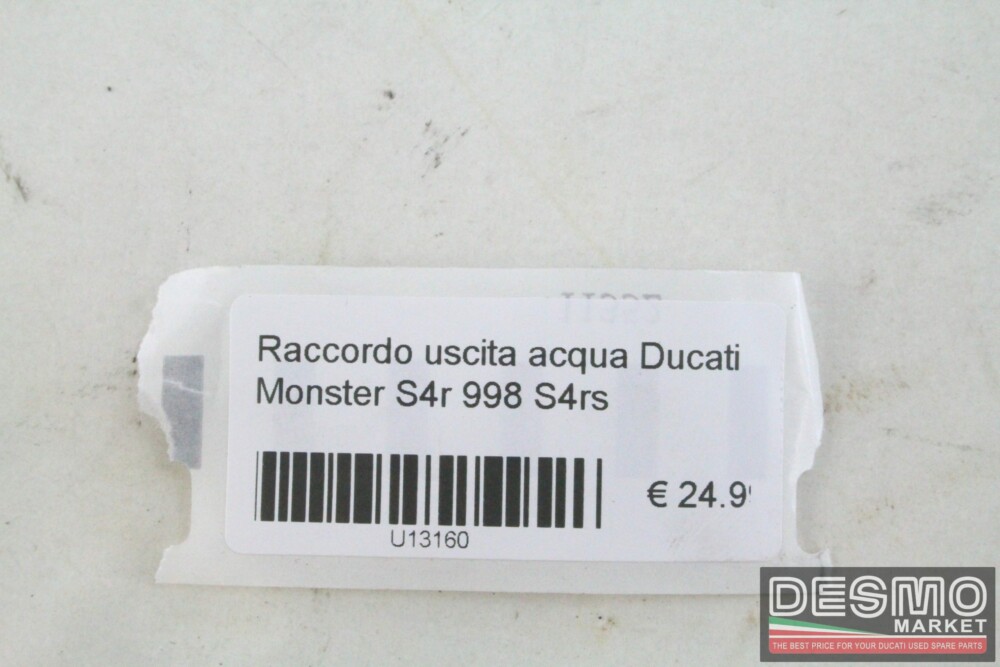 Raccordo uscita acqua Ducati
Monster S4r 998 S4rs
€ 24.9
U13160
DESMO
MARKET
THE BEST PRICE FOR YOUR DUCATI USED SPARE PARTS